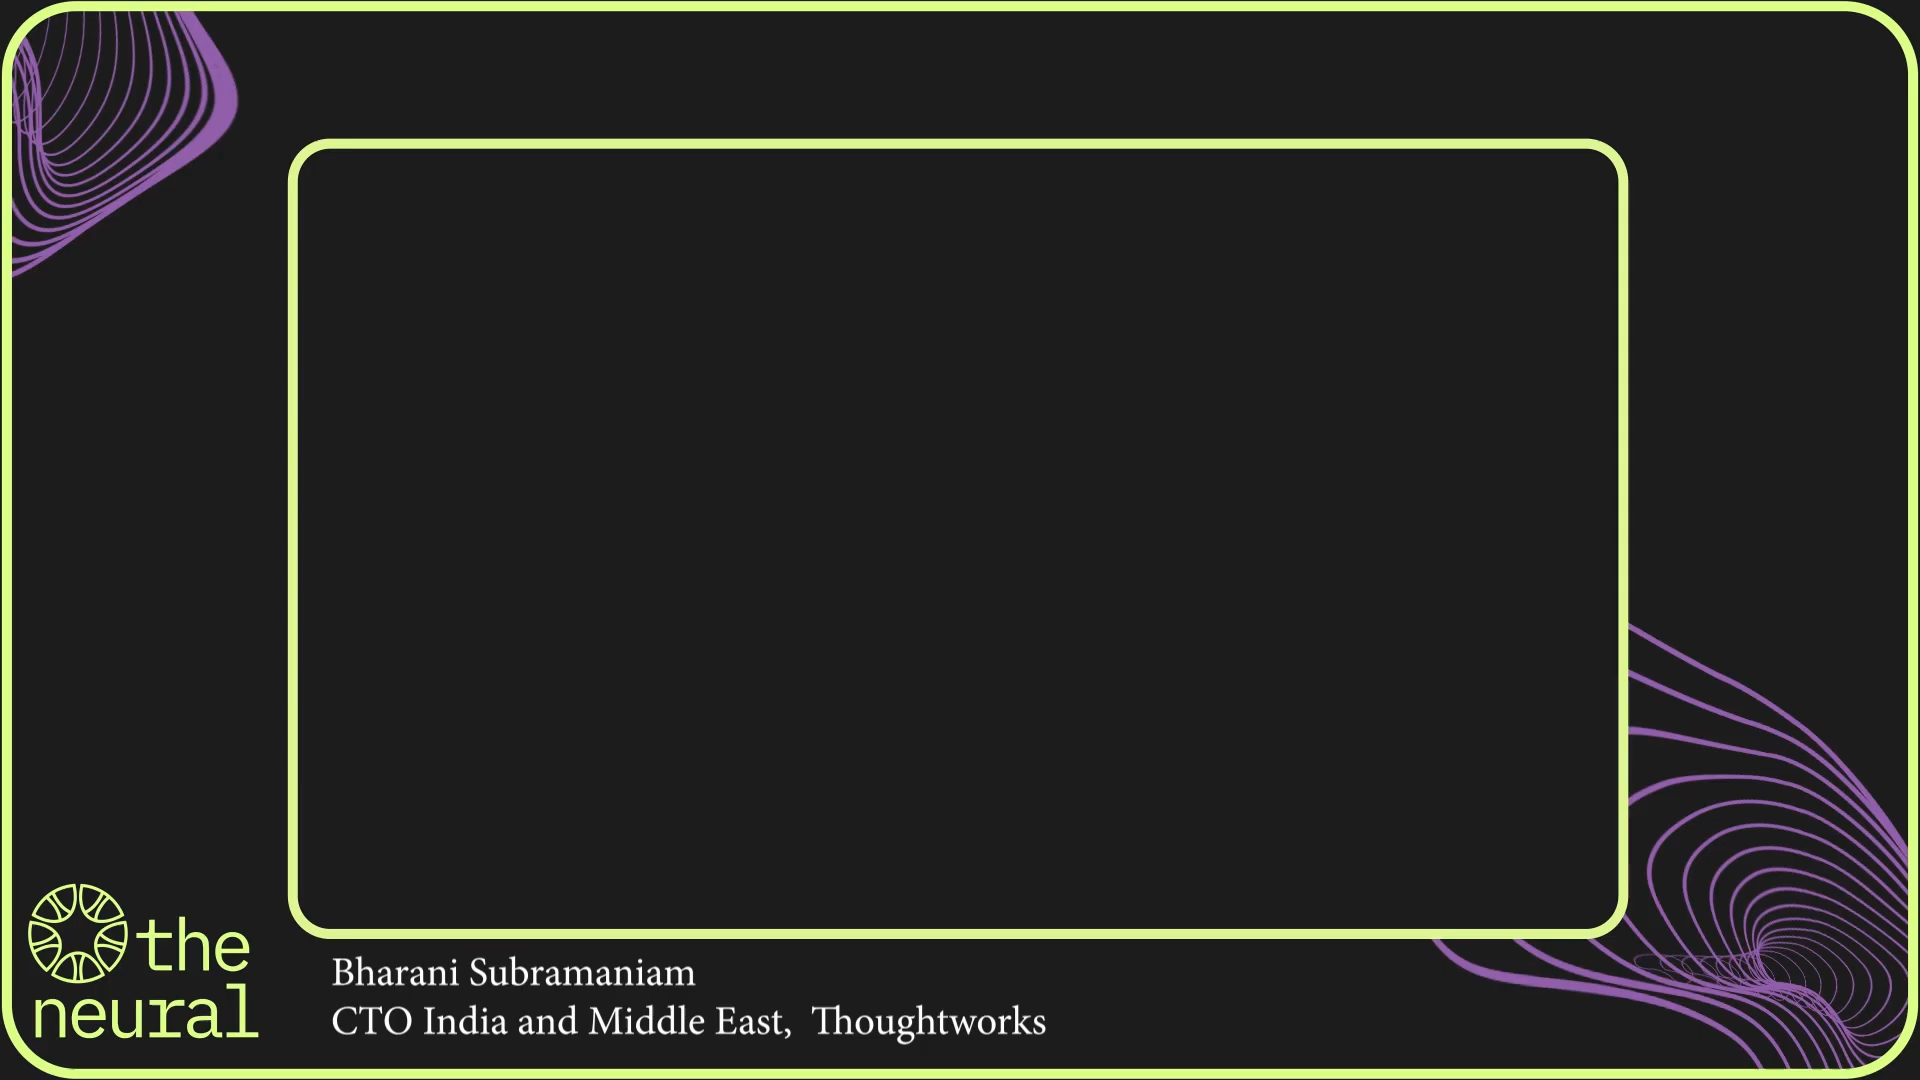 the
neural
Bharani Subramaniam
CTO India and Middle East,  Thoughtworks